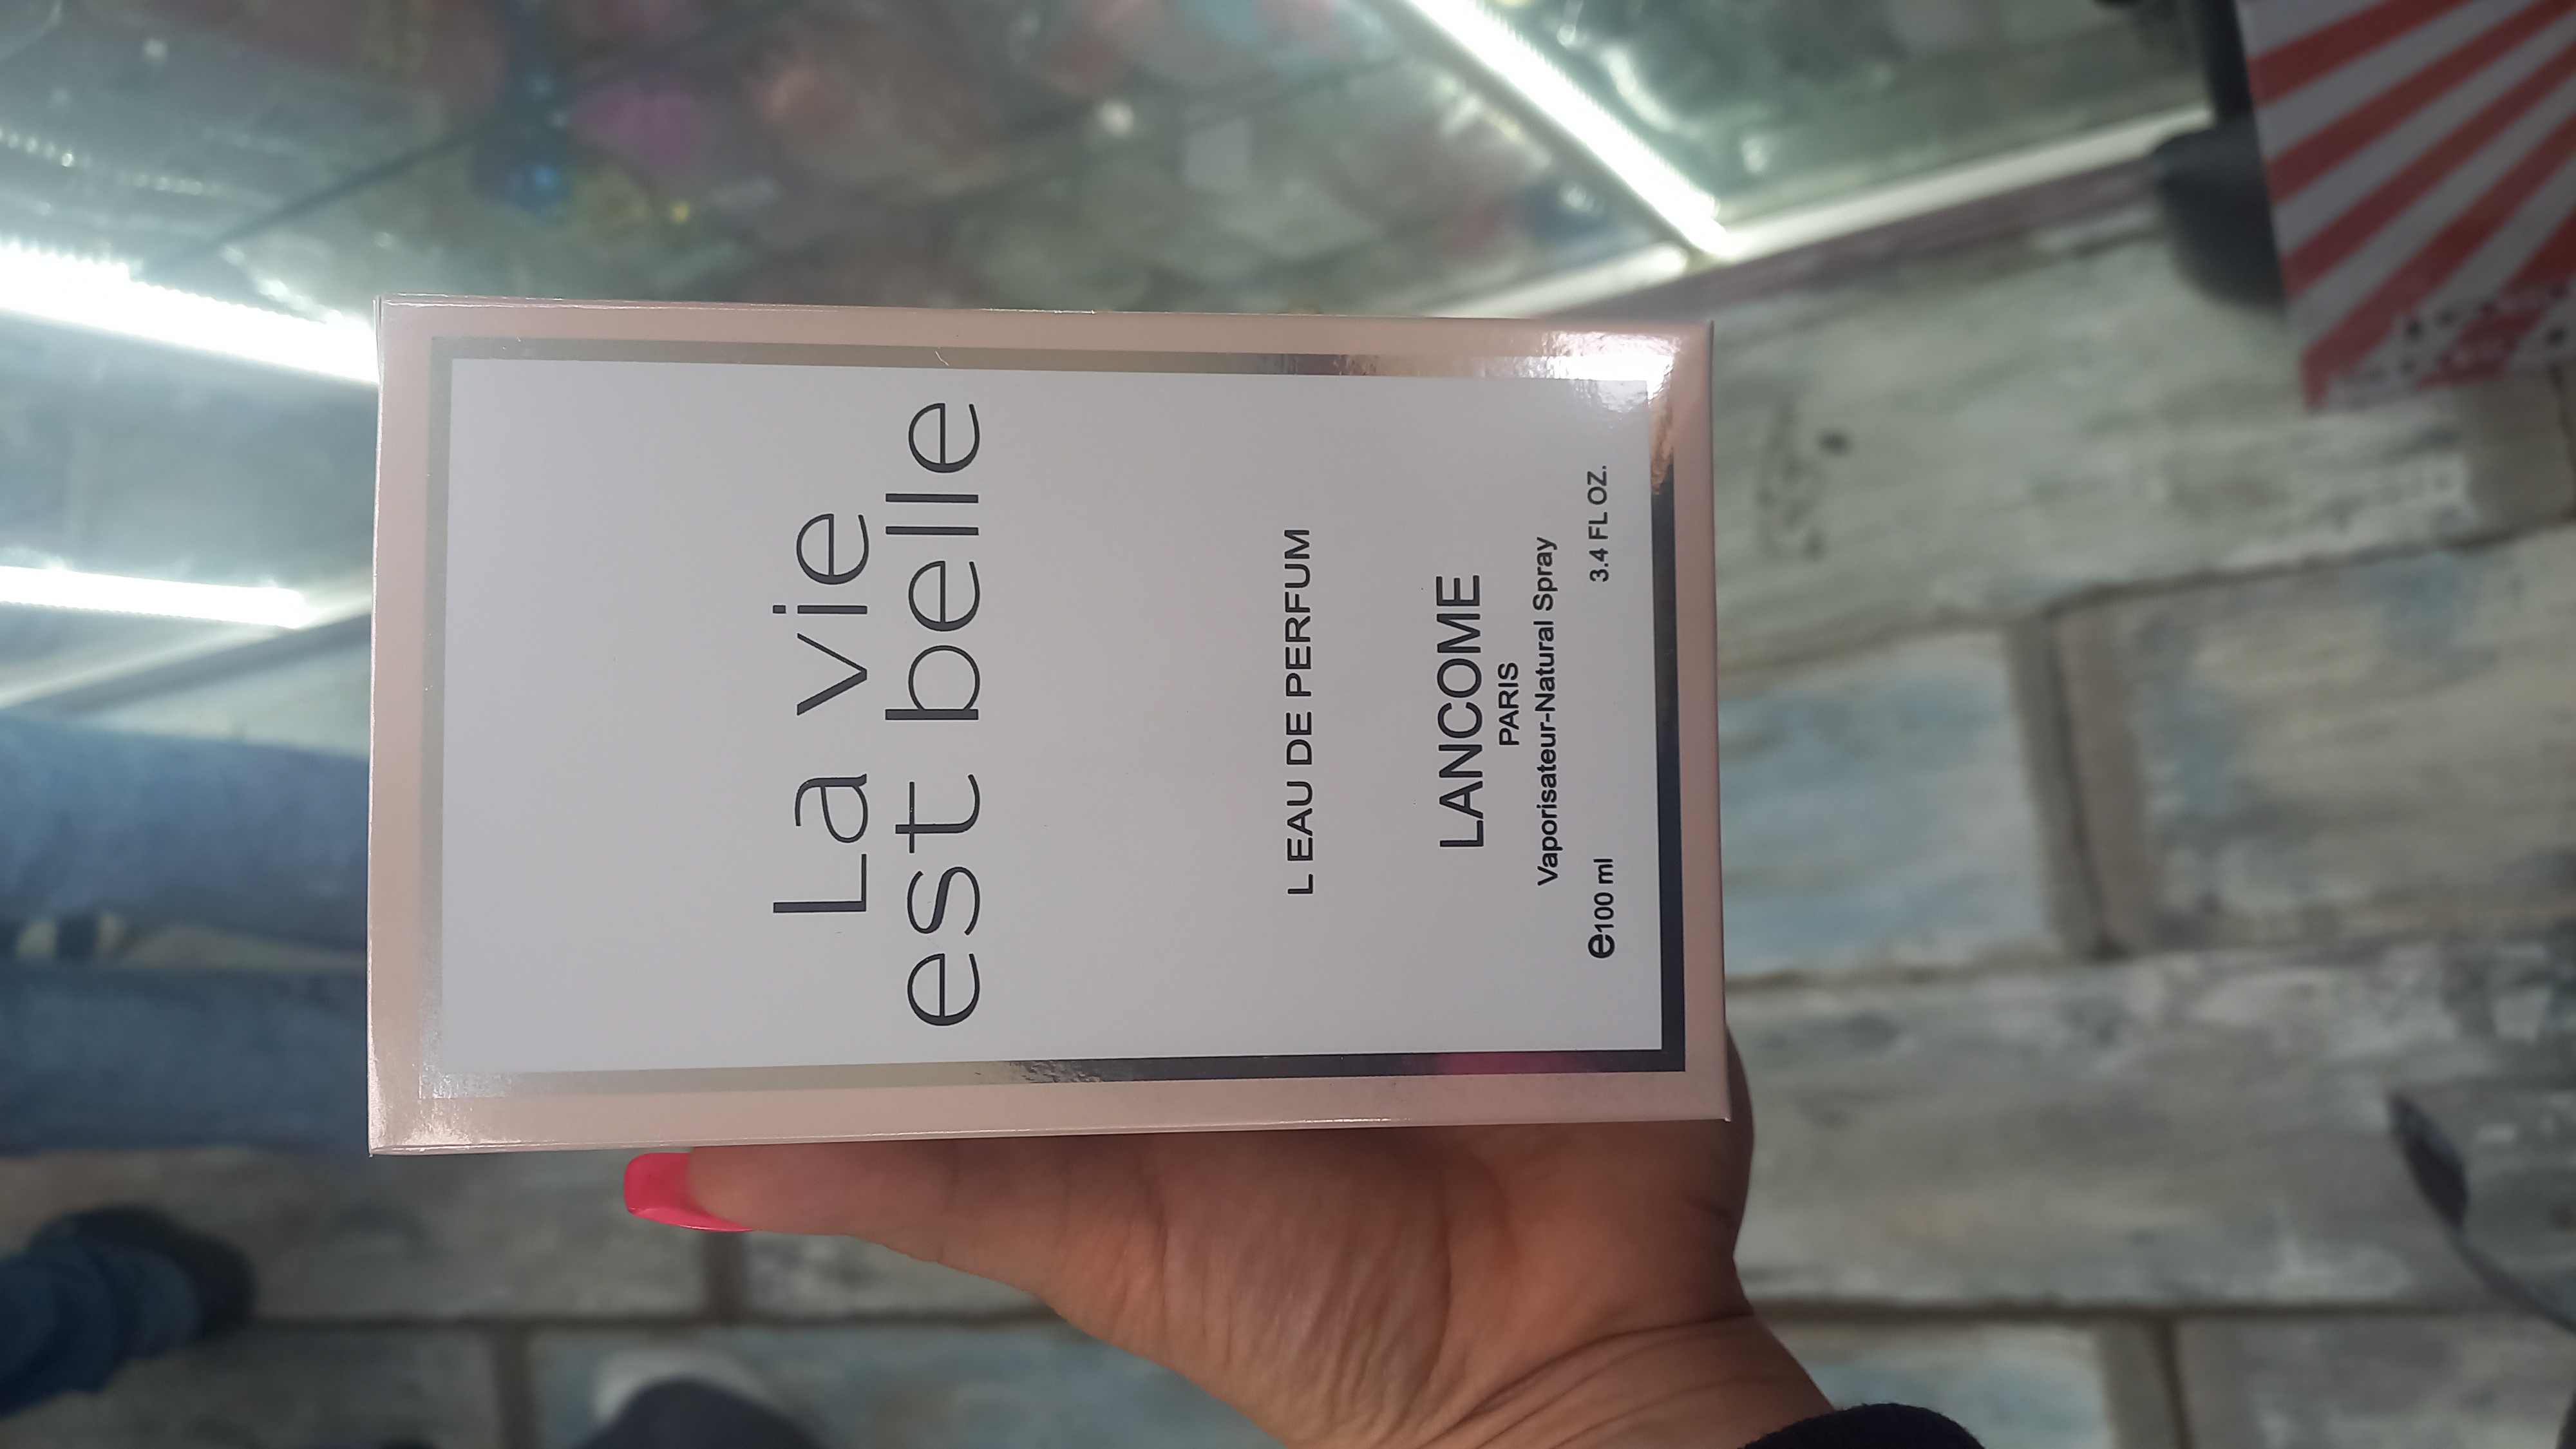 La vie
est belle
L EAU DE PERFUM
LANCOME
PARIS
Vaporisateur-Natural Spray
e100 ml 3.4 FL OZ.